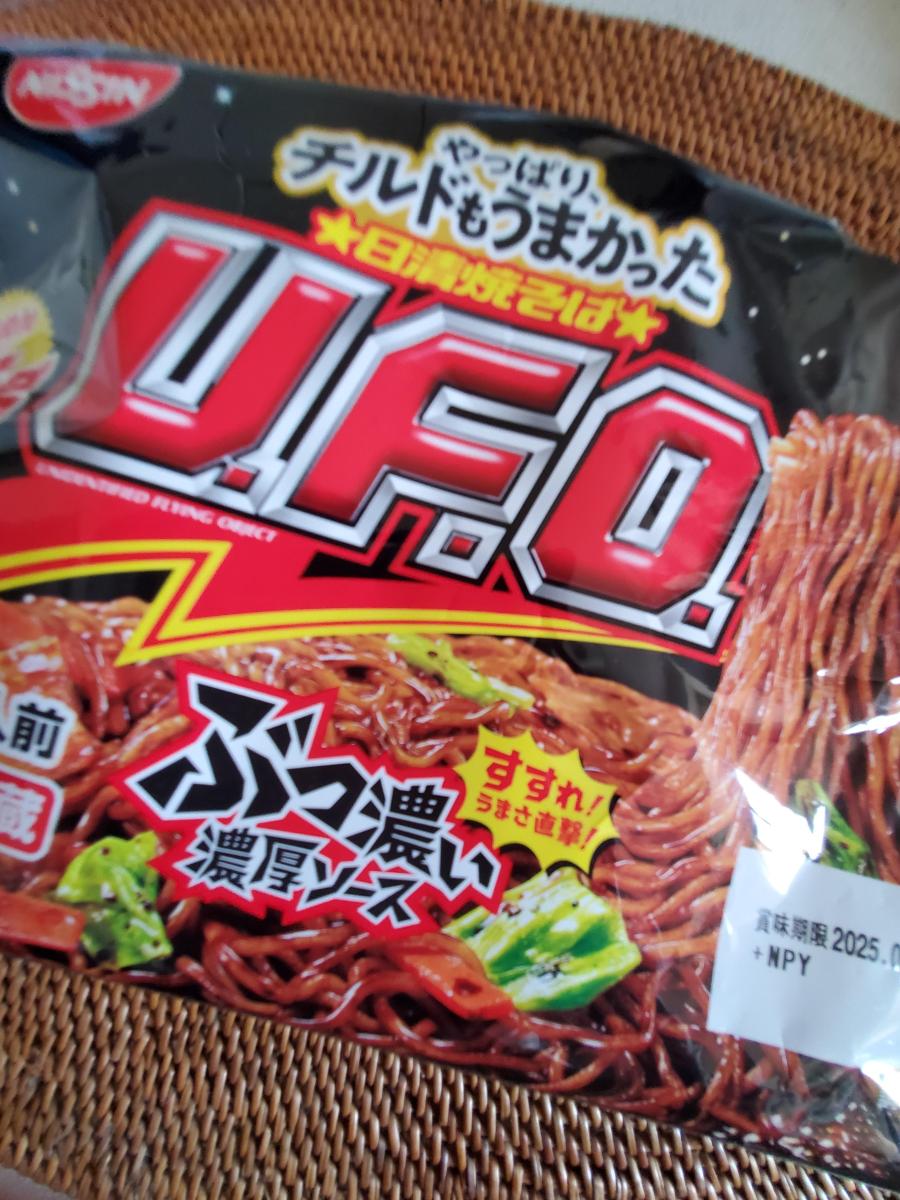 NISSIN
やっぱり、
チルドもうまかった
★日清焼そば★
U.F.O.
UNIDENTIFIED FLYING OBJECT
人前
蔵
ぶっ濃い
濃厚ソース
すすれ!
うまさ直撃!
賞味期限 2025.0
+NPY